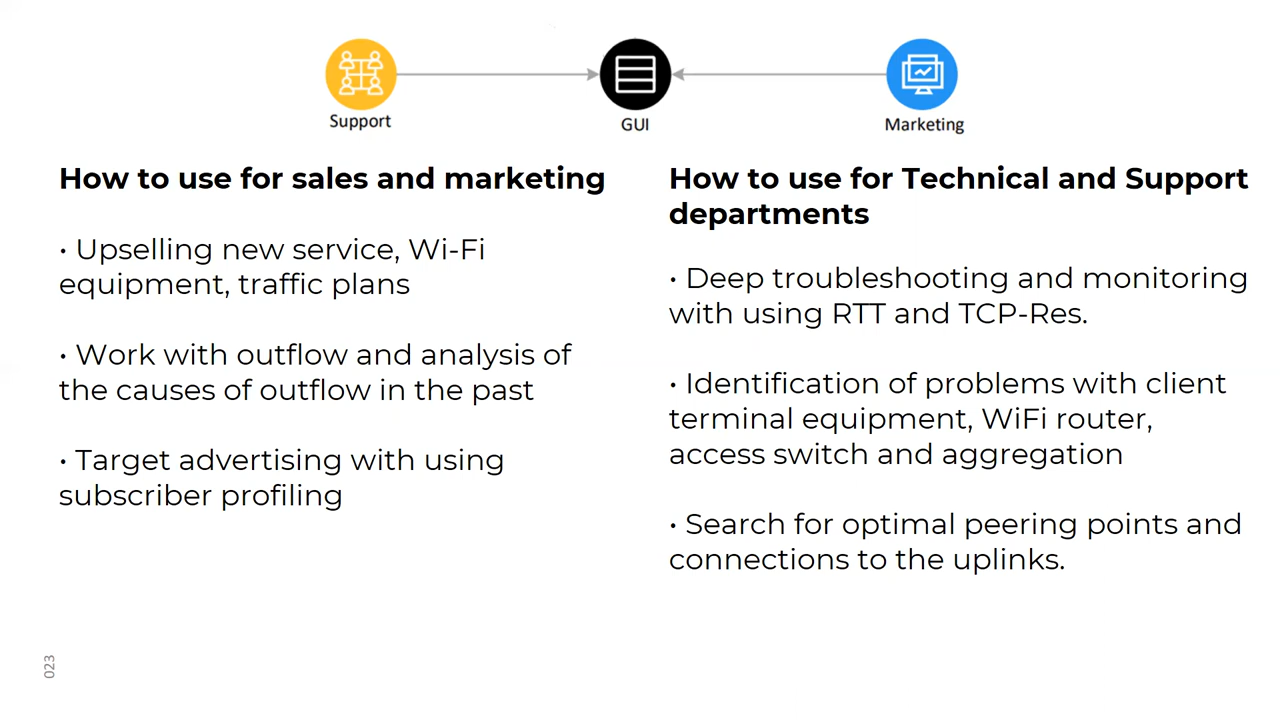 Support
GUI
Marketing
How to use for sales and marketing
• Upselling new service, Wi-Fi
equipment, traffic plans
• Work with outflow and analysis of
the causes of outflow in the past
• Target advertising with using
subscriber profiling
How to use for Technical and Support
departments
• Deep troubleshooting and monitoring
with using RTT and TCP-Res.
• Identification of problems with client
terminal equipment, WiFi router,
access switch and aggregation
• Search for optimal peering points and
connections to the uplinks.
023